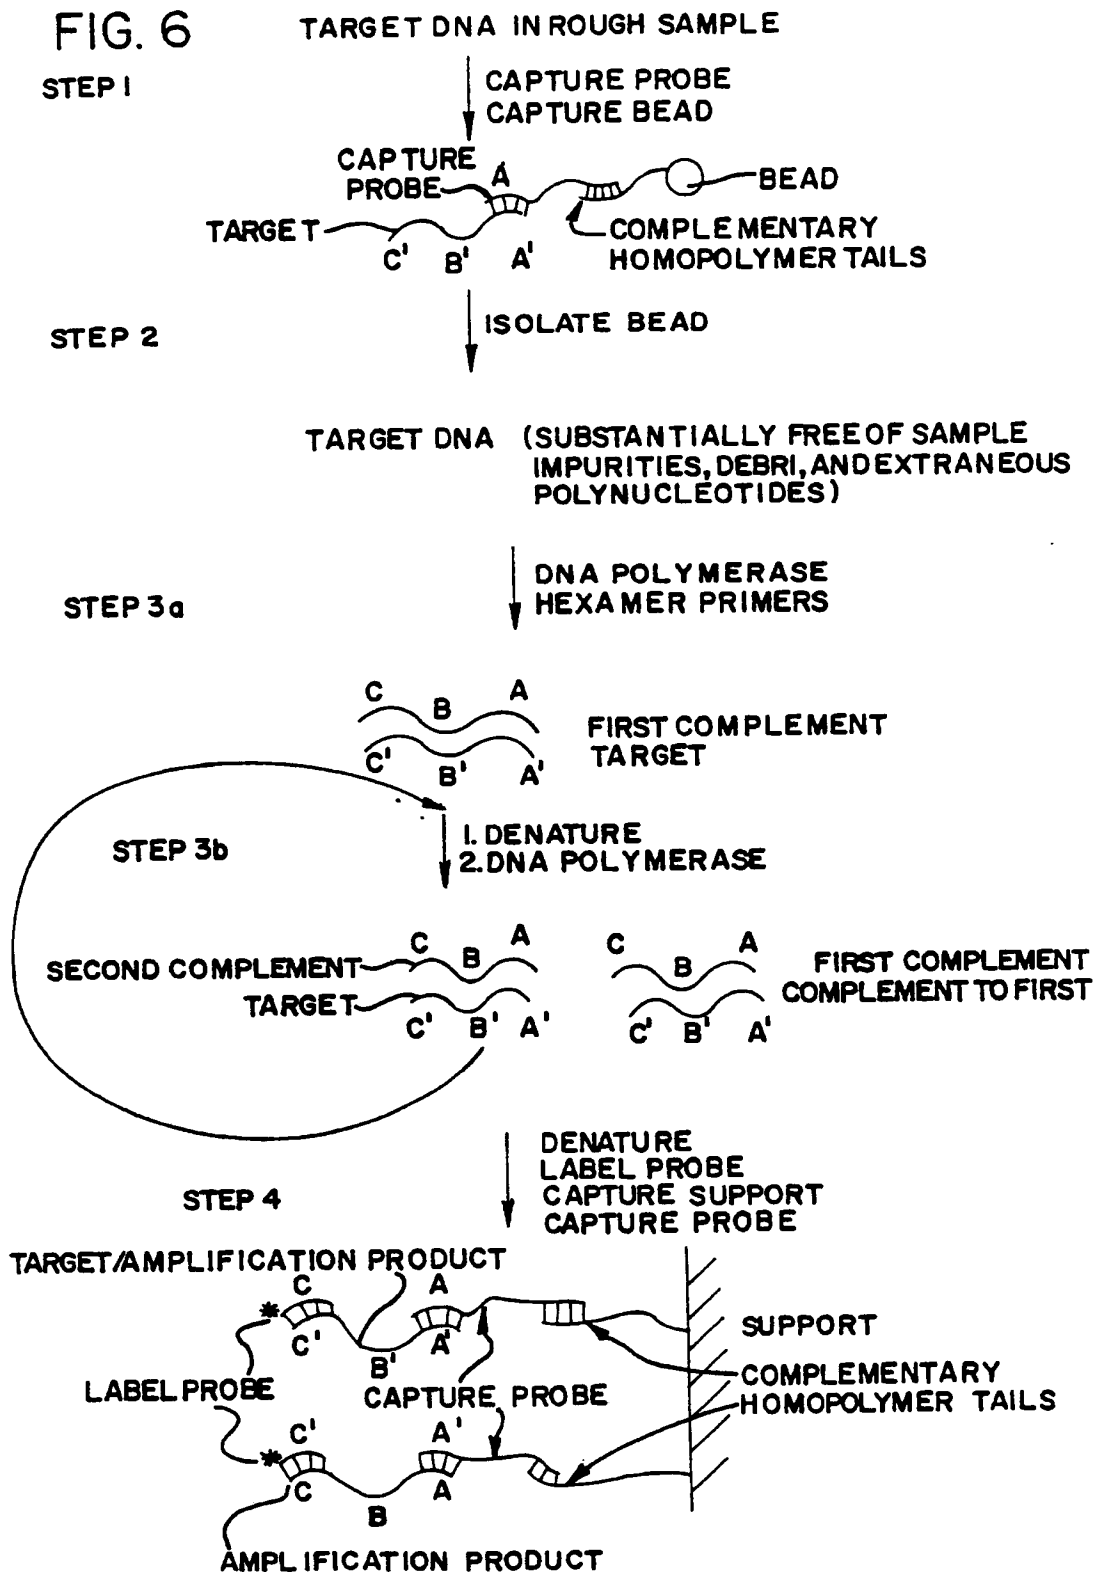 FIG. 6
TARGET DNA IN ROUGH SAMPLE
STEP 1
CAPTURE PROBE
CAPTURE BEAD
CAPTURE
PROBE
A
BEAD
TARGET
COMPLEMENTARY
HOMOPOLYMER TAILS
C' B' A'
STEP 2
ISOLATE BEAD
TARGET DNA (SUBSTANTIALLY FREE OF SAMPLE
IMPURITIES, DEBRI, AND EXTRANEOUS
POLYNUCLEOTIDES)
STEP 3a
DNA POLYMERASE
HEXAMER PRIMERS
C B A
FIRST COMPLEMENT
TARGET
C' B' A'
STEP 3b
1. DENATURE
2. DNA POLYMERASE
C B A
C B A
SECOND COMPLEMENT
FIRST COMPLEMENT
TARGET
COMPLEMENT TO FIRST
C' B' A'
C' B' A'
STEP 4
DENATURE
LABEL PROBE
CAPTURE SUPPORT
CAPTURE PROBE
TARGET/AMPLIFICATION PRODUCT
C A
*
C' B' A'
SUPPORT
LABEL PROBE
CAPTURE PROBE
COMPLEMENTARY
HOMOPOLYMER TAILS
C' A'
*
C B A
AMPLIFICATION PRODUCT